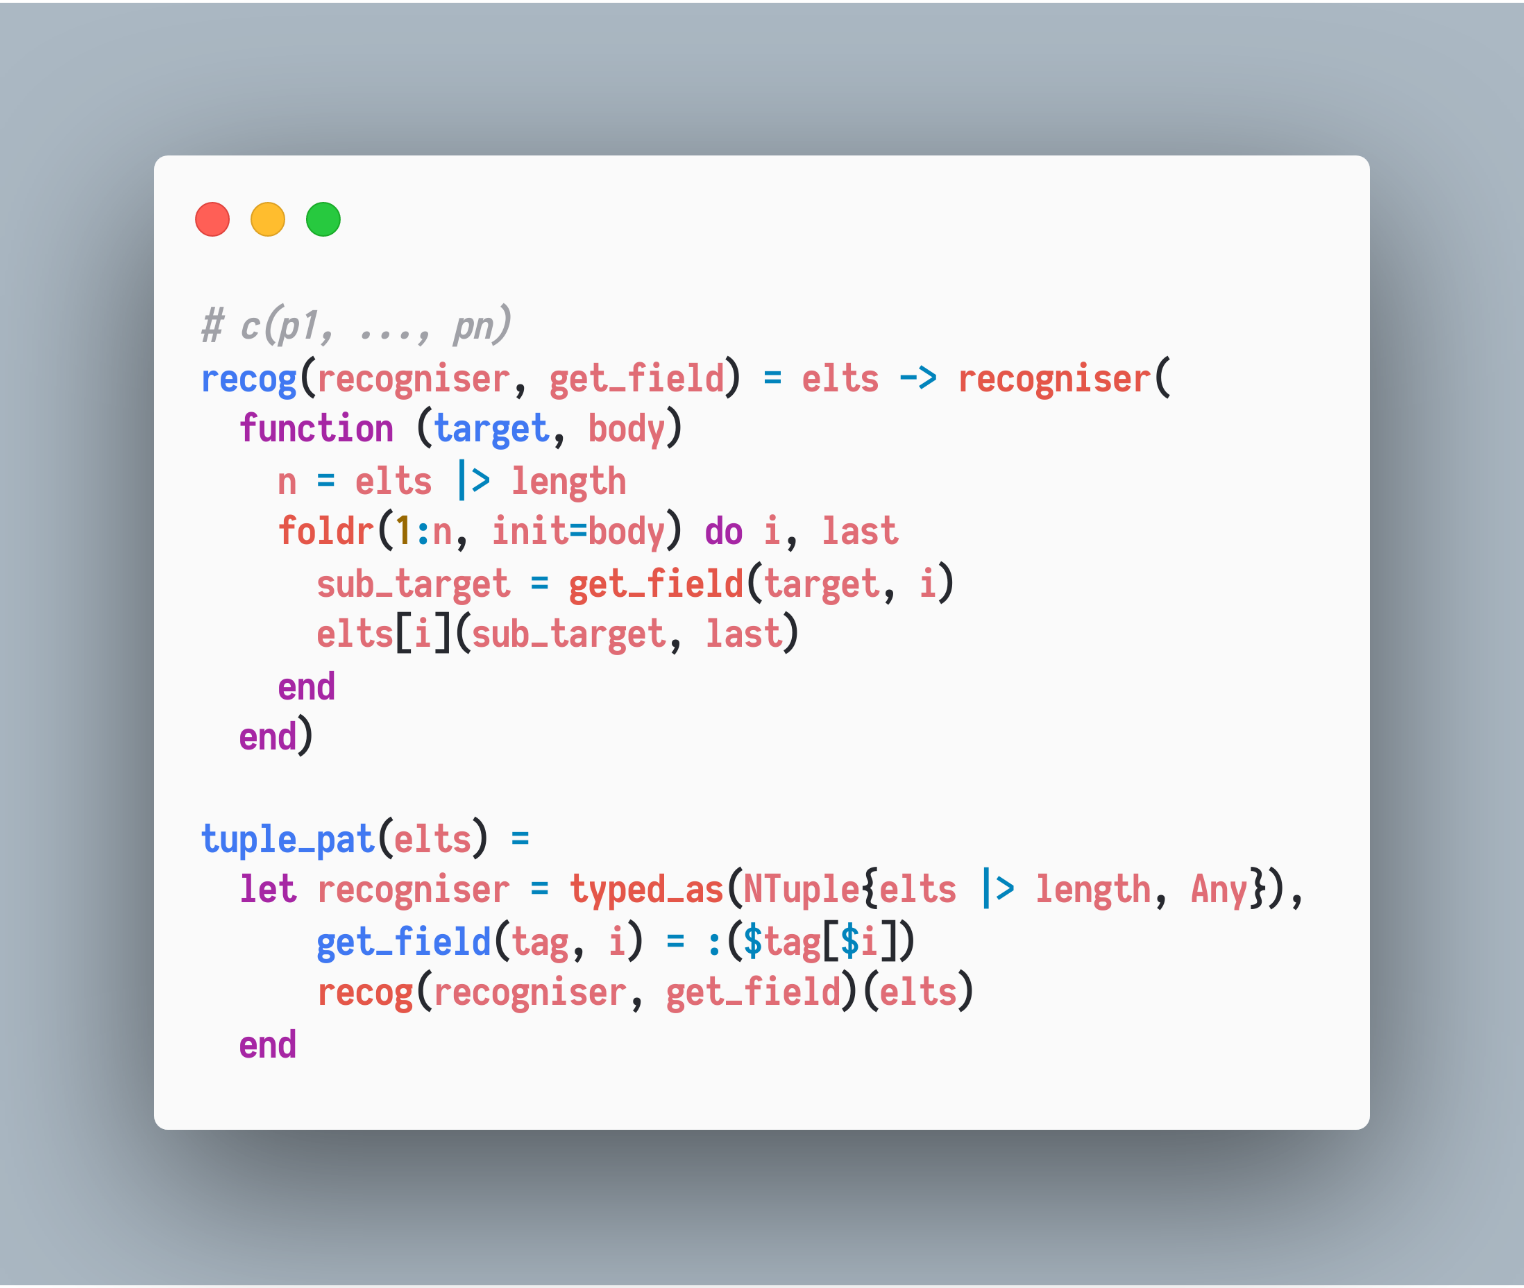 # c(p1, ..., pn)
recog(recogniser, get_field) = elts -> recogniser(
  function (target, body)
    n = elts |> length
    foldr(1:n, init=body) do i, last
      sub_target = get_field(target, i)
      elts[i](sub_target, last)
    end
  end)

tuple_pat(elts) =
  let recogniser = typed_as(NTuple{elts |> length, Any}),
      get_field(tag, i) = :($tag[$i])
      recog(recogniser, get_field)(elts)
  end